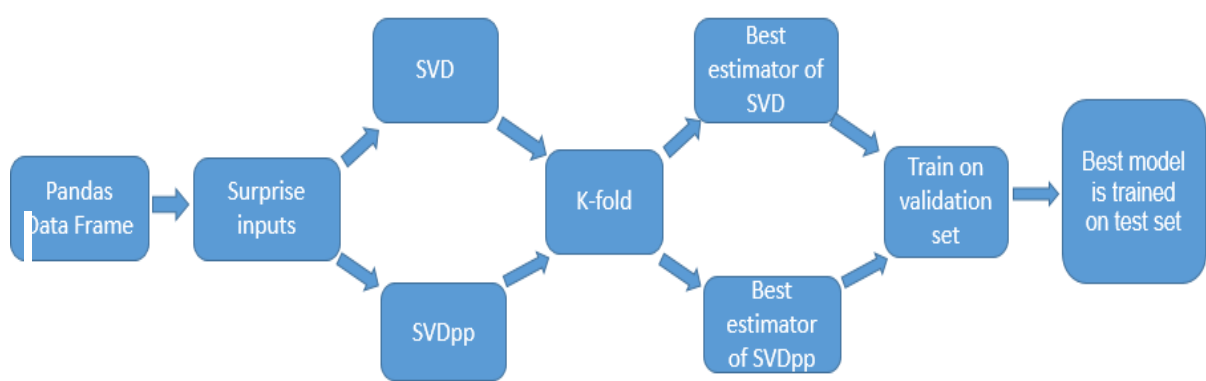 Pandas
Data Frame
Surprise
inputs
SVD
SVDpp
K-fold
Best
estimator of
SVD
Best
estimator
of SVDpp
Train on
validation
set
Best model
is trained
on test set